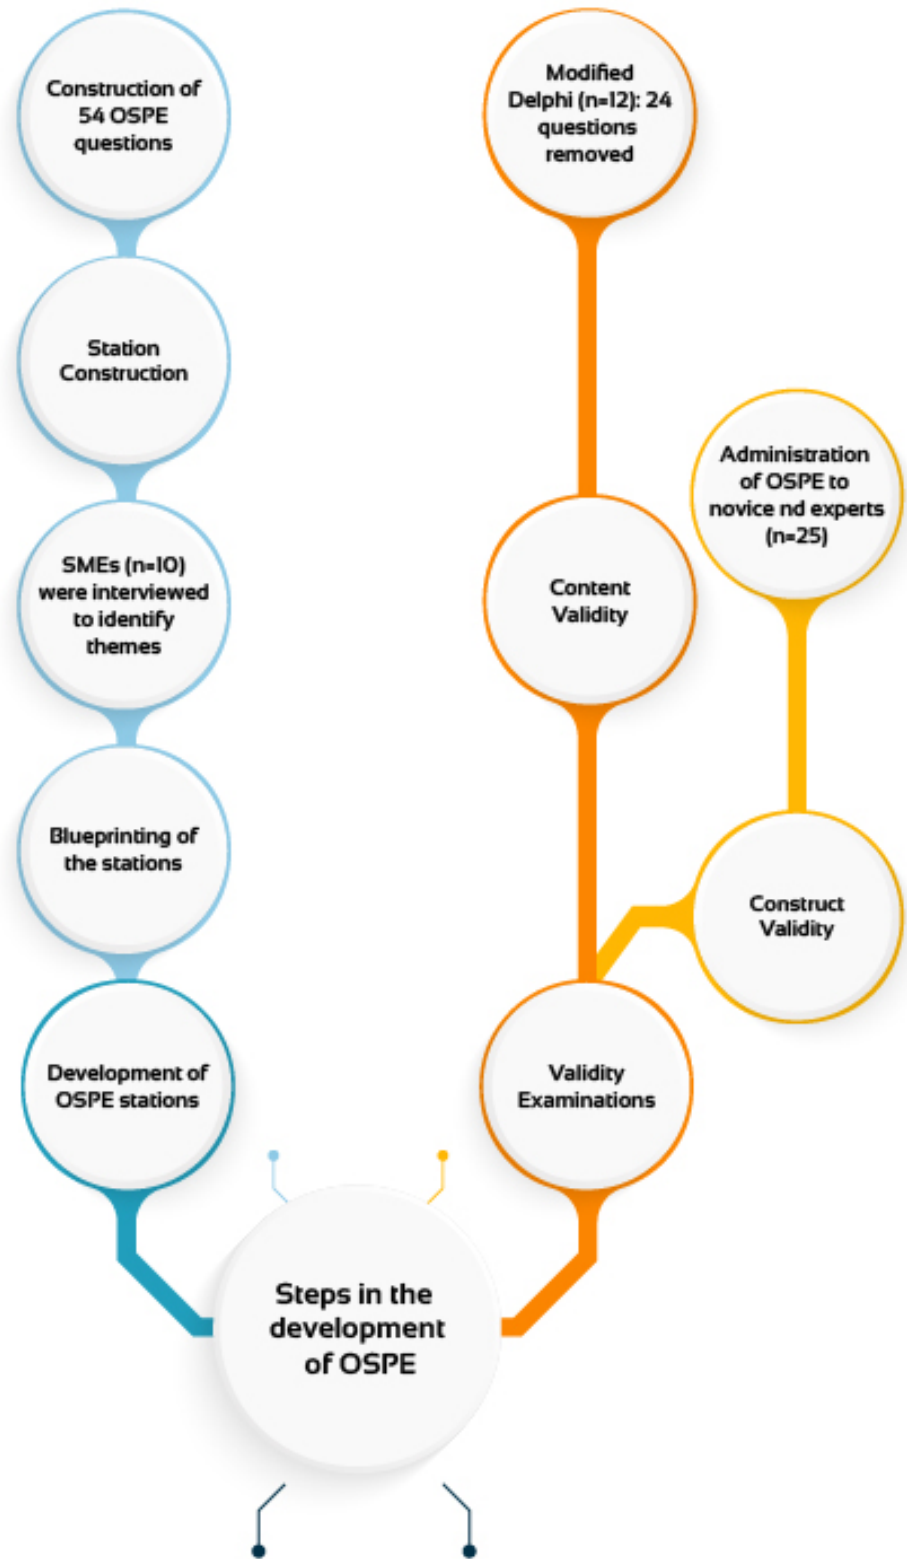 Construction of
54 OSPE
questions
Station
Construction
SMEs (n=10)
were interviewed
to identify
themes
Blueprinting of
the stations
Development of
OSPE stations
Modified
Delphi (n=12): 24
questions
removed
Content
Validity
Administration
of OSPE to
novice nd experts
(n=25)
Construct
Validity
Validity
Examinations
Steps in the
development
of OSPE